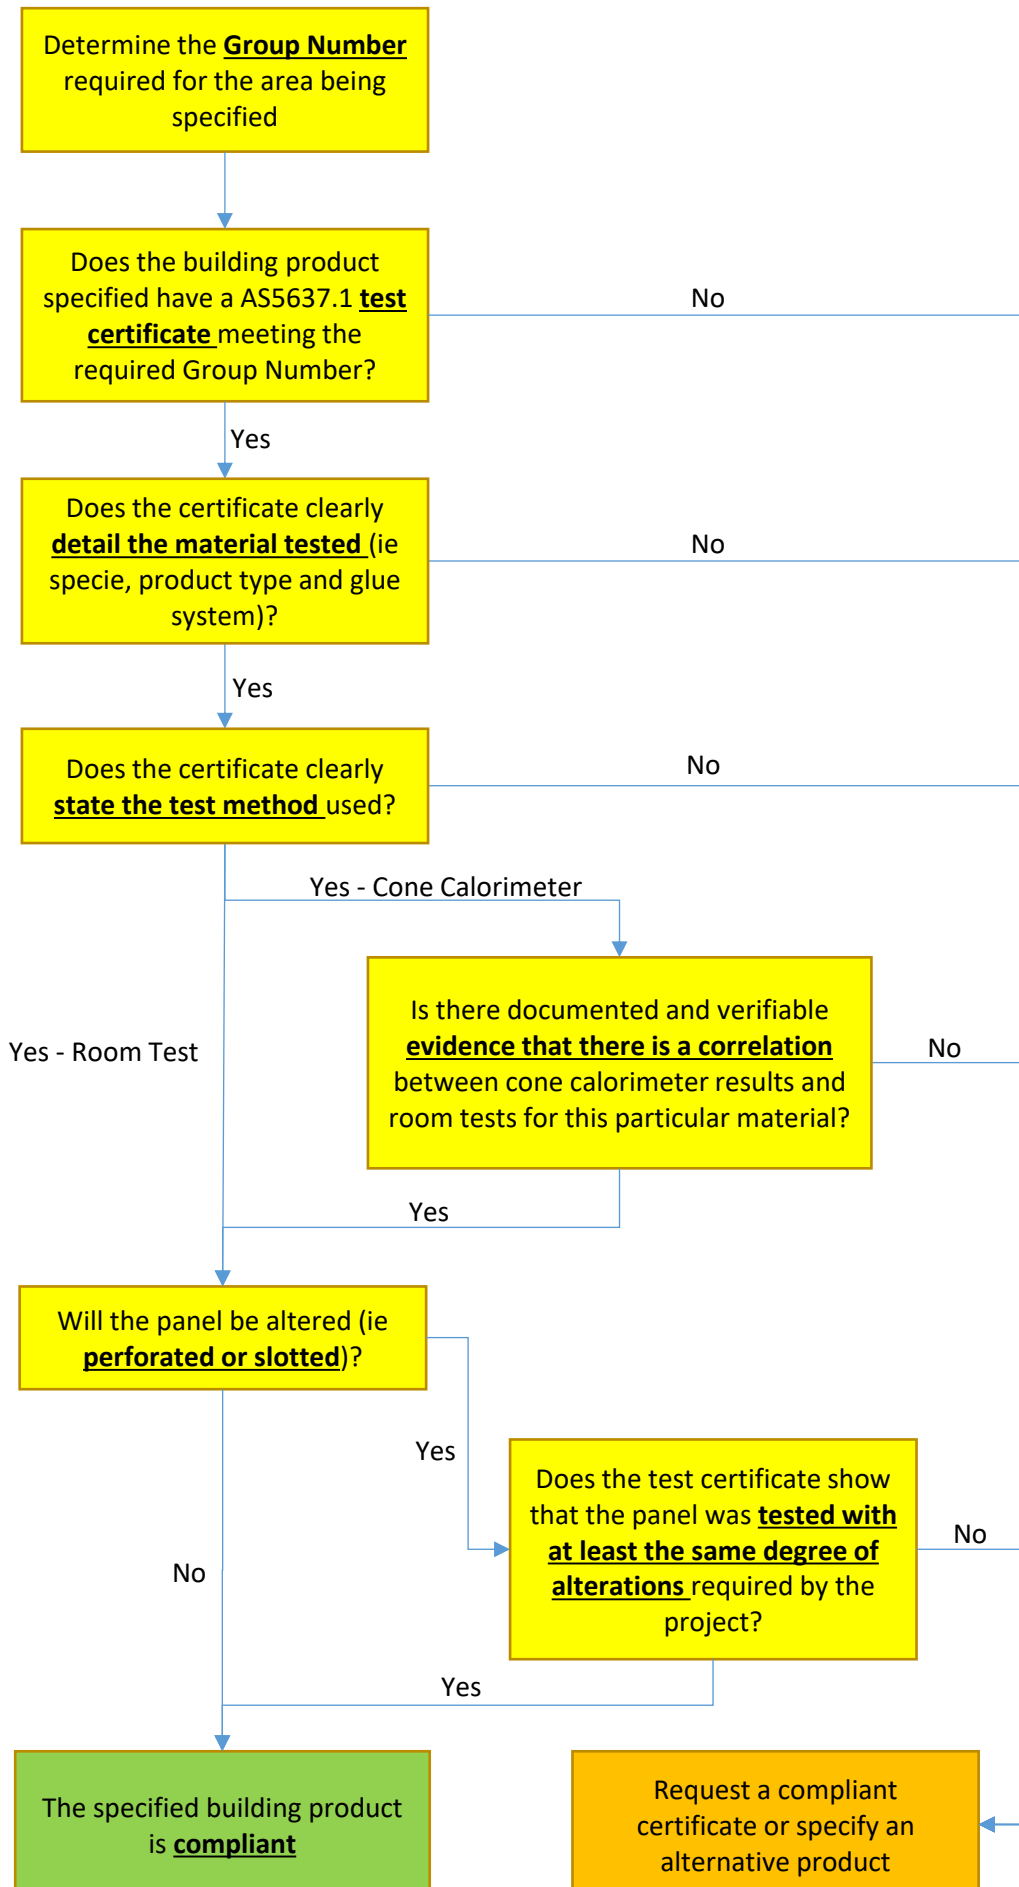 Determine the Group Number
required for the area being
specified
Does the building product
specified have a AS5637.1 test
certificate meeting the
required Group Number?
No
Yes
Does the certificate clearly
detail the material tested (ie
specie, product type and glue
system)?
No
Yes
Does the certificate clearly
state the test method used?
No
Yes - Cone Calorimeter
Is there documented and verifiable
evidence that there is a correlation
between cone calorimeter results and
room tests for this particular material?
No
Yes - Room Test
Yes
Will the panel be altered (ie
perforated or slotted)?
Yes
Does the test certificate show
that the panel was tested with
at least the same degree of
alterations required by the
project?
No
No
Yes
The specified building product
is compliant
Request a compliant
certificate or specify an
alternative product